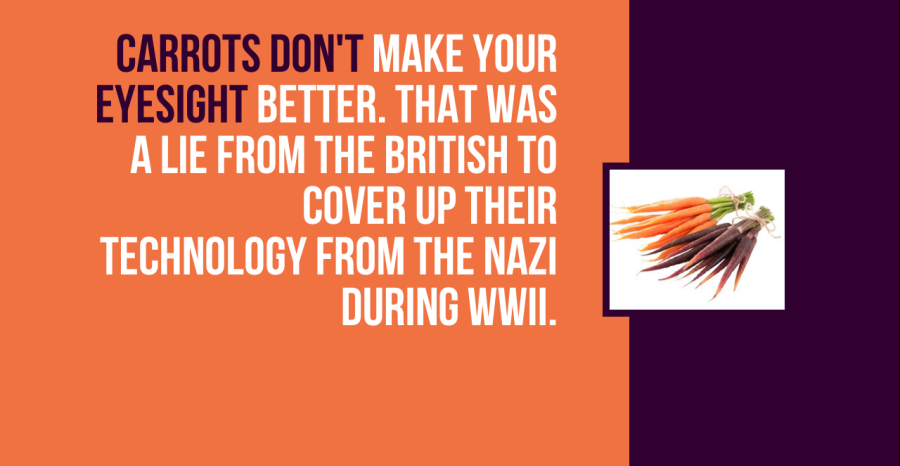 CARROTS DON'T MAKE YOUR
EYESIGHT BETTER. THAT WAS
A LIE FROM THE BRITISH TO
COVER UP THEIR
TECHNOLOGY FROM THE NAZI
DURING WWII.